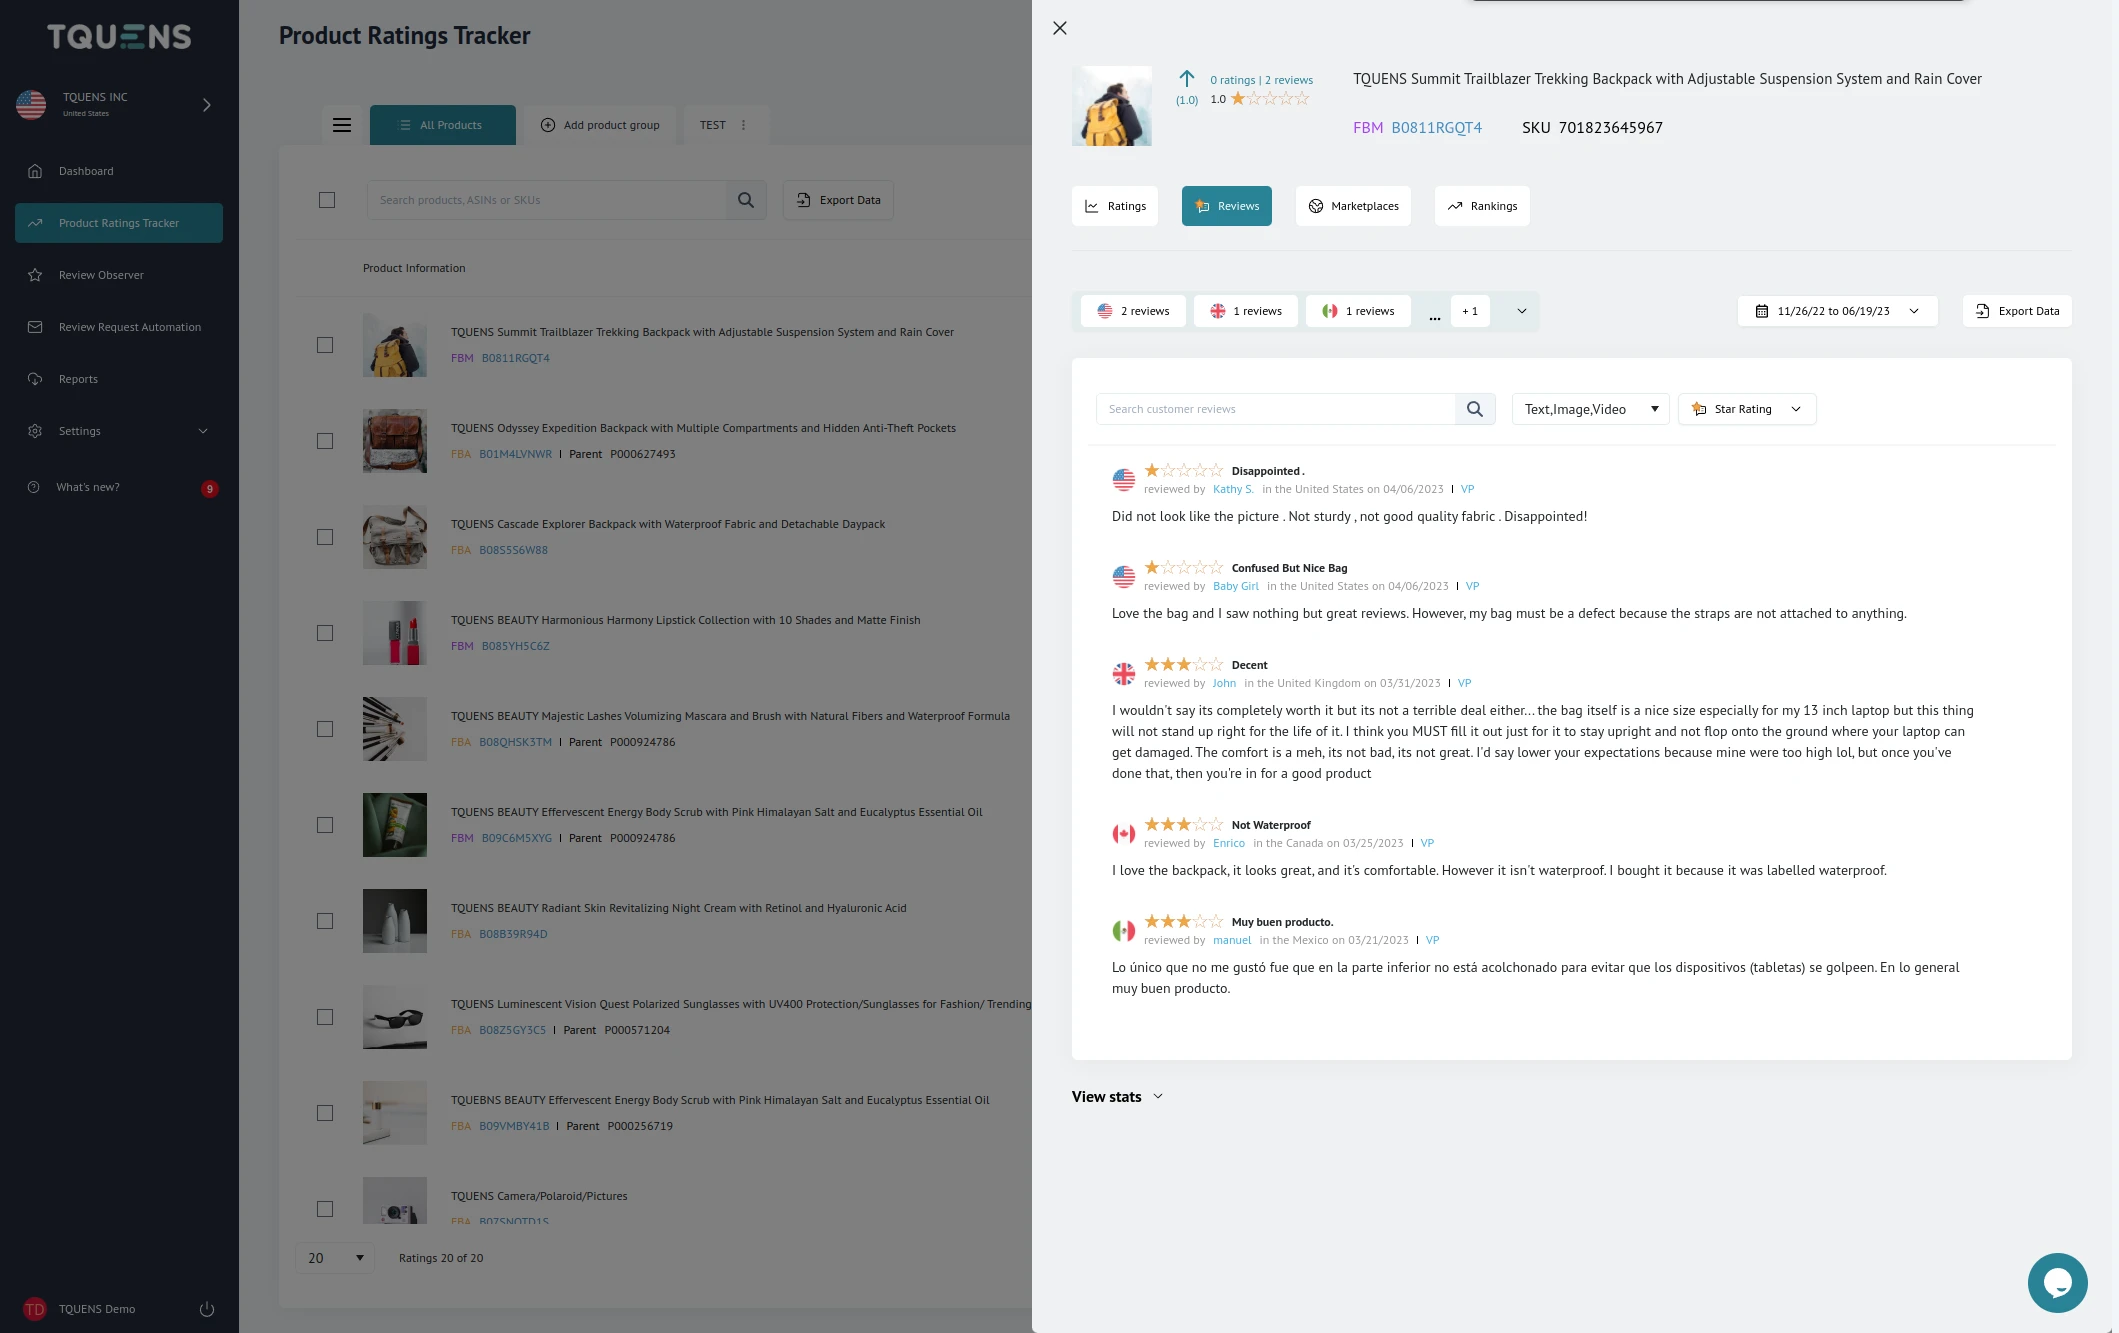 TQUENS
TQUENS INC
United States
Dashboard
Product Ratings Tracker
Review Observer
Review Request Automation
Reports
Settings
What's new?
9
TD
TQUENS Demo
Product Ratings Tracker
All Products
Add product group
TEST
Search products, ASINs or SKUs
Export Data
Product Information
TQUENS Summit Trailblazer Trekking Backpack with Adjustable Suspension System and Rain Cover
FBM B0811RGQT4
TQUENS Odyssey Expedition Backpack with Multiple Compartments and Hidden Anti-Theft Pockets
FBA B01M4LVNWR | Parent P000627493
TQUENS Cascade Explorer Backpack with Waterproof Fabric and Detachable Daypack
FBA B08S5S6W88
TQUENS BEAUTY Harmonious Harmony Lipstick Collection with 10 Shades and Matte Finish
FBM B085YH5C6Z
TQUENS BEAUTY Majestic Lashes Volumizing Mascara and Brush with Natural Fibers and Waterproof Formula
FBA B08QHSK3TM | Parent P000924786
TQUENS BEAUTY Effervescent Energy Body Scrub with Pink Himalayan Salt and Eucalyptus Essential Oil
FBM B09C6M5XYG | Parent P000924786
TQUENS BEAUTY Radiant Skin Revitalizing Night Cream with Retinol and Hyaluronic Acid
FBA B08B39R94D
TQUENS Luminescent Vision Quest Polarized Sunglasses with UV400 Protection/Sunglasses for Fashion/ Trending
FBA B08Z5GY3C5 | Parent P000571204
TQUEBNS BEAUTY Effervescent Energy Body Scrub with Pink Himalayan Salt and Eucalyptus Essential Oil
FBA B09VMBY41B | Parent P000256719
TQUENS Camera/Polaroid/Pictures
FBA B07SNQTD1S
20
Ratings 20 of 20
(1.0)
0 ratings | 2 reviews
1.0
TQUENS Summit Trailblazer Trekking Backpack with Adjustable Suspension System and Rain Cover
FBM B0811RGQT4 SKU 701823645967
Ratings
Reviews
Marketplaces
Rankings
2 reviews
1 reviews
1 reviews
...
+ 1
11/26/22 to 06/19/23
Export Data
Search customer reviews
Text,Image,Video
Star Rating
Disappointed .
reviewed by Kathy S. in the United States on 04/06/2023 | VP
Did not look like the picture . Not sturdy , not good quality fabric . Disappointed!
Confused But Nice Bag
reviewed by Baby Girl in the United States on 04/06/2023 | VP
Love the bag and I saw nothing but great reviews. However, my bag must be a defect because the straps are not attached to anything.
Decent
reviewed by John in the United Kingdom on 03/31/2023 | VP
I wouldn't say its completely worth it but its not a terrible deal either... the bag itself is a nice size especially for my 13 inch laptop but this thing
will not stand up right for the life of it. I think you MUST fill it out just for it to stay upright and not flop onto the ground where your laptop can
get damaged. The comfort is a meh, its not bad, its not great. I'd say lower your expectations because mine were too high lol, but once you've
done that, then you're in for a good product
Not Waterproof
reviewed by Enrico in the Canada on 03/25/2023 | VP
I love the backpack, it looks great, and it's comfortable. However it isn't waterproof. I bought it because it was labelled waterproof.
Muy buen producto.
reviewed by manuel in the Mexico on 03/21/2023 | VP
Lo único que no me gustó fue que en la parte inferior no está acolchonado para evitar que los dispositivos (tabletas) se golpeen. En lo general
muy buen producto.
View stats